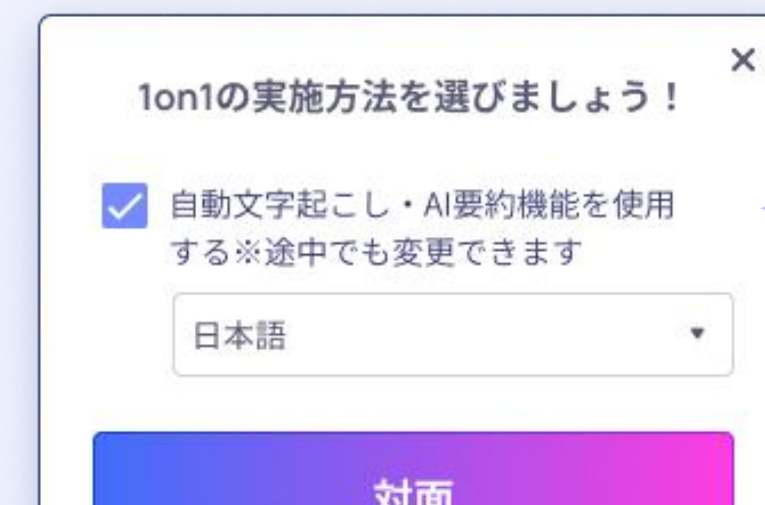 1on1の実施方法を選びましょう！
自動文字起こし・AI要約機能を使用
する※途中でも変更できます
日本語
対面